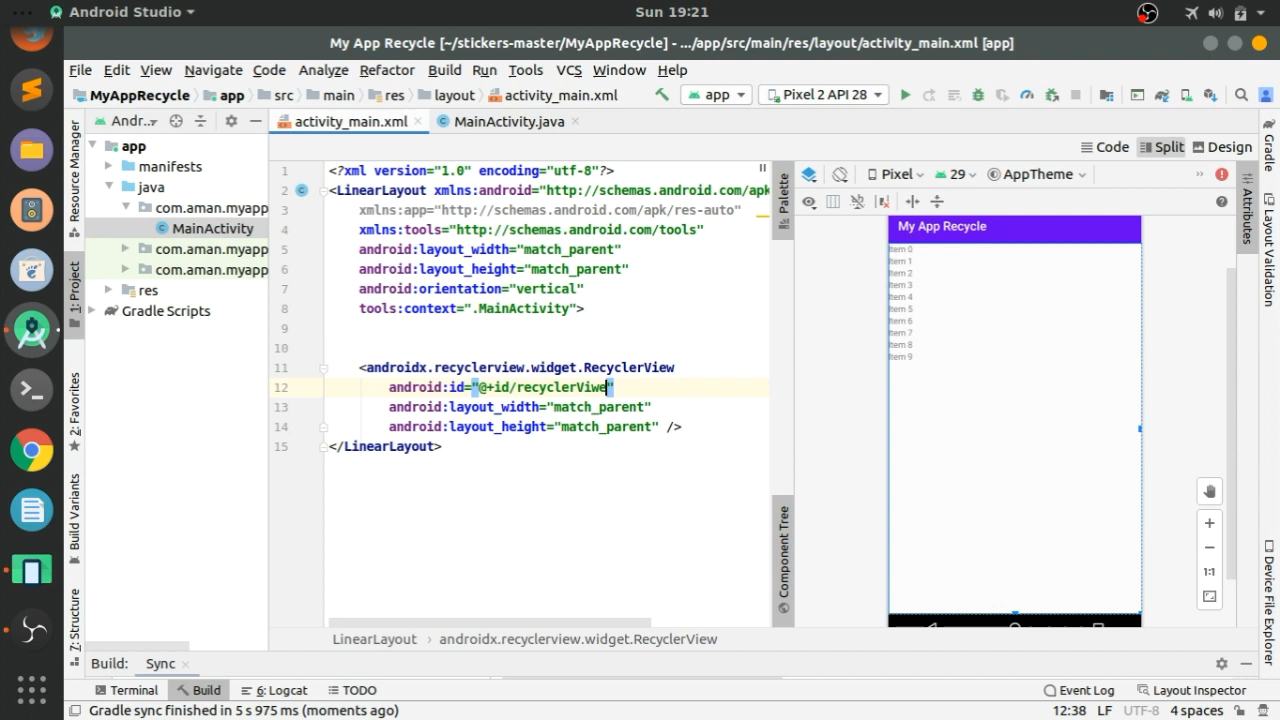 Android Studio
Sun 19:21
My App Recycle [~/stickers-master/MyAppRecycle] - .../app/src/main/res/layout/activity_main.xml [app]
File Edit View Navigate Code Analyze Refactor Build Run Tools VCS Window Help
MyAppRecycle app src main res layout activity_main.xml app Pixel 2 API 28
Andr.. activity_main.xml MainActivity.java
Code Split Design
Resource Manager
1: Project
2: Favorites
Build Variants
7: Structure
app
manifests
java
com.aman.myapp
MainActivity
com.aman.myapp
com.aman.myapp
res
Gradle Scripts
1 <?xml version="1.0" encoding="utf-8"?>
2 <LinearLayout xmlns:android="http://schemas.android.com/apk
3 xmlns:app="http://schemas.android.com/apk/res-auto"
4 xmlns:tools="http://schemas.android.com/tools"
5 android:layout_width="match_parent"
6 android:layout_height="match_parent"
7 android:orientation="vertical"
8 tools:context=".MainActivity">
9
10
11 <androidx.recyclerview.widget.RecyclerView
12 android:id="@+id/recyclerViwe"
13 android:layout_width="match_parent"
14 android:layout_height="match_parent" />
15 </LinearLayout>
LinearLayout › androidx.recyclerview.widget.RecyclerView
Palette
Component Tree
Pixel 29 AppTheme
My App Recycle
Item 0
Item 1
Item 2
Item 3
Item 4
Item 5
Item 6
Item 7
Item 8
Item 9
1:1
Attributes
Gradle
Layout Validation
Device File Explorer
Build: Sync
Terminal Build 6: Logcat TODO Event Log Layout Inspector
Gradle sync finished in 5 s 975 ms (moments ago) 12:38 LF UTF-8 4 spaces